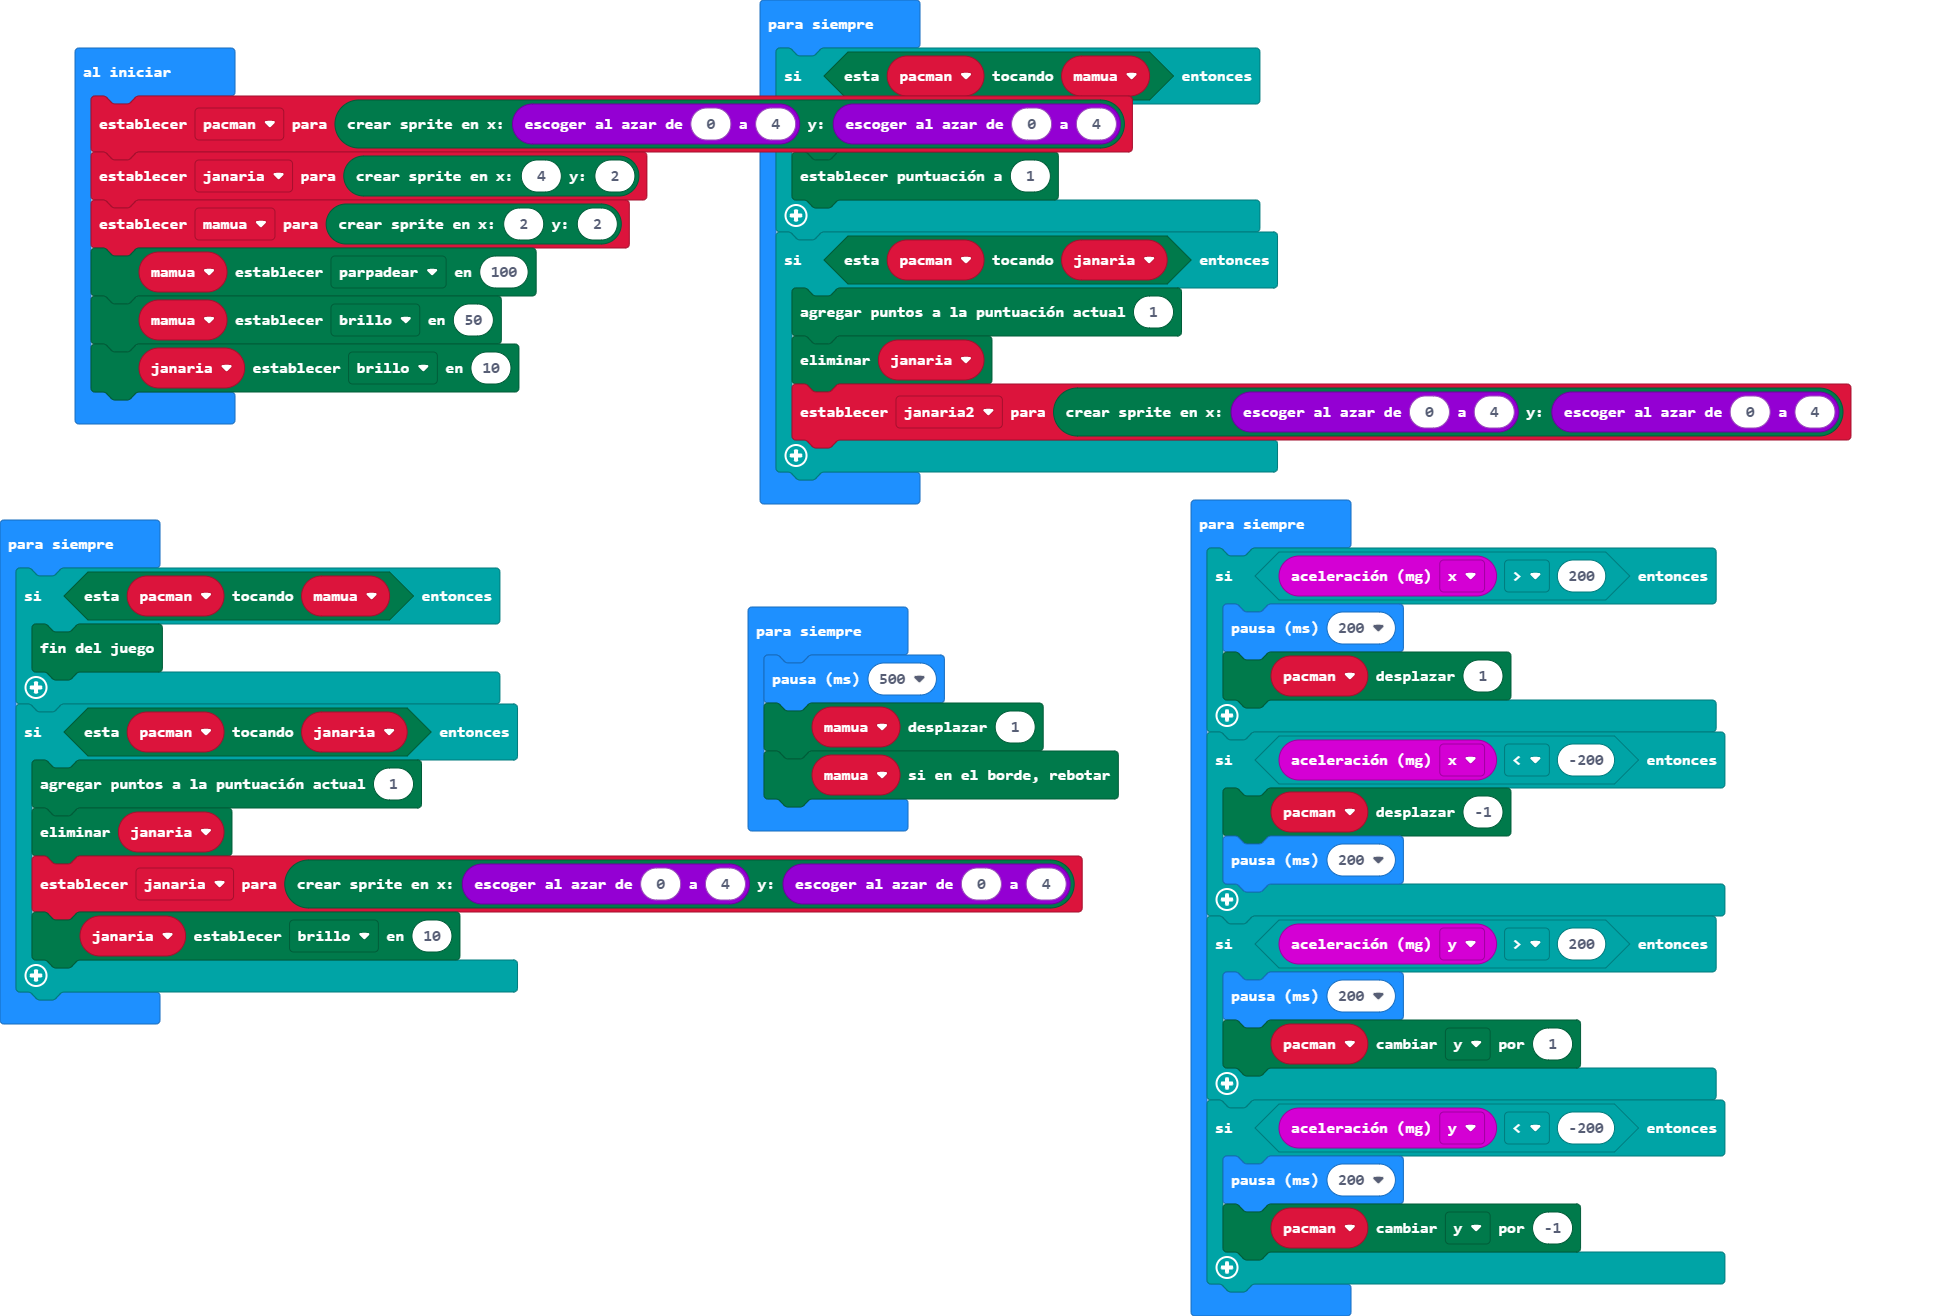 al iniciar
establecer pacman para crear sprite en x: escoger al azar de 0 a 4 y: escoger al azar de 0 a 4
establecer janaria para crear sprite en x: 4 y: 2
establecer mamua para crear sprite en x: 2 y: 2
mamua establecer parpadear en 100
mamua establecer brillo en 50
janaria establecer brillo en 10
para siempre
si esta pacman tocando mamua entonces
establecer puntuación a 1
si esta pacman tocando janaria entonces
agregar puntos a la puntuación actual 1
eliminar janaria
establecer janaria2 para crear sprite en x: escoger al azar de 0 a 4 y: escoger al azar de 0 a 4
para siempre
si esta pacman tocando mamua entonces
fin del juego
si esta pacman tocando janaria entonces
agregar puntos a la puntuación actual 1
eliminar janaria
establecer janaria para crear sprite en x: escoger al azar de 0 a 4 y: escoger al azar de 0 a 4
janaria establecer brillo en 10
para siempre
pausa (ms) 500
mamua desplazar 1
mamua si en el borde, rebotar
para siempre
si aceleración (mg) x > 200 entonces
pausa (ms) 200
pacman desplazar 1
si aceleración (mg) x < -200 entonces
pacman desplazar -1
pausa (ms) 200
si aceleración (mg) y > 200 entonces
pausa (ms) 200
pacman cambiar y por 1
si aceleración (mg) y < -200 entonces
pausa (ms) 200
pacman cambiar y por -1